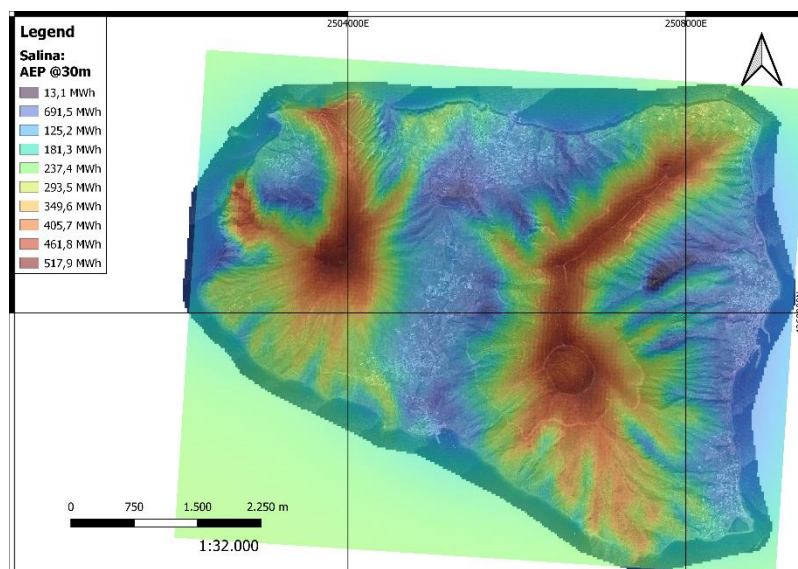 2504000E 2508000E
Legend
Salina:
AEP @30m
13,1 MWh
691,5 MWh
125,2 MWh
181,3 MWh
237,4 MWh
293,5 MWh
349,6 MWh
405,7 MWh
461,8 MWh
517,9 MWh
0 750 1.500 2.250 m
1:32.000